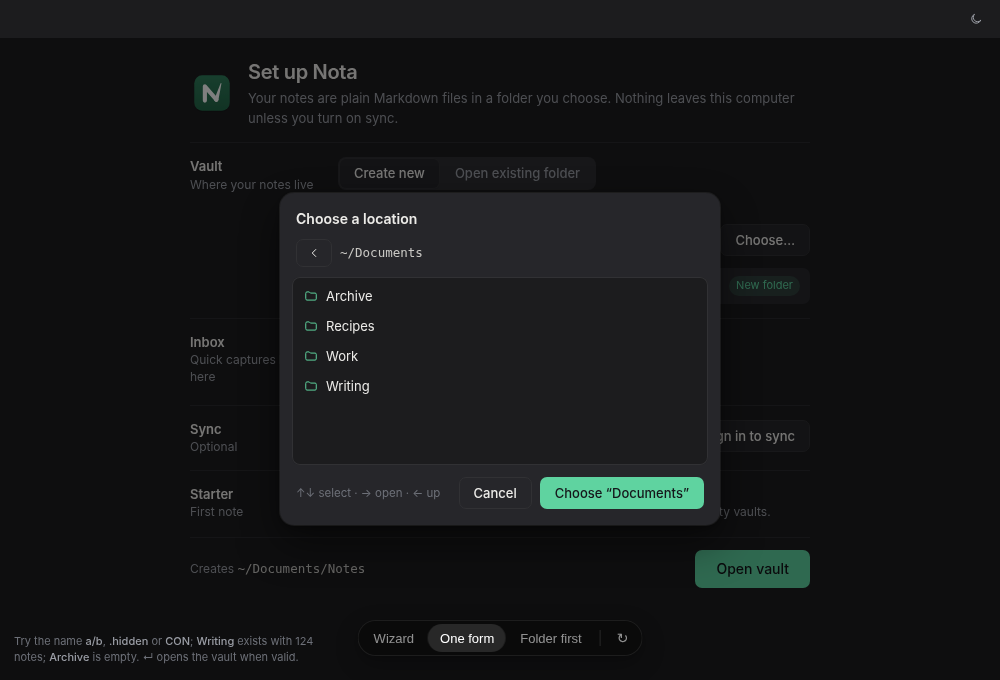 Set up Nota
Your notes are plain Markdown files in a folder you choose. Nothing leaves this computer
unless you turn on sync.
Vault
Where your notes live
Create new
Open existing folder
Choose...
New folder
Choose a location
~/Documents
Archive
Recipes
Work
Writing
↑↓ select · → open · ← up
Cancel
Choose “Documents”
Inbox
Quick captures
here
Sync
Optional
in to sync
Starter
First note
vaults.
Creates ~/Documents/Notes
Open vault
Try the name a/b, .hidden or CON; Writing exists with 124
notes; Archive is empty. ↵ opens the vault when valid.
Wizard
One form
Folder first
↻